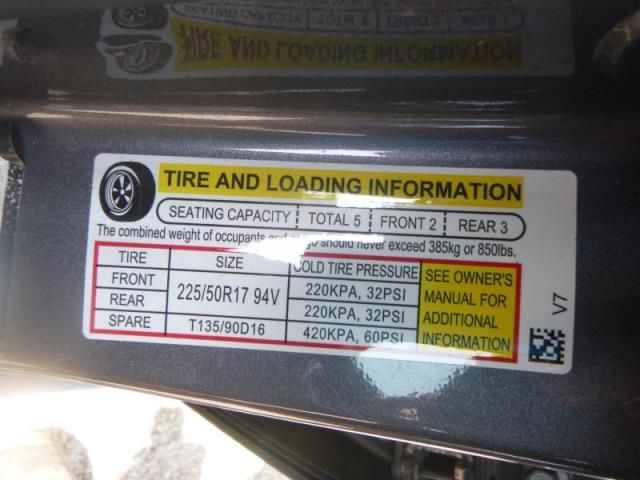 TIRE AND LOADING INFORMATION
SEATING CAPACITY TOTAL 5 FRONT 2 REAR 3
The combined weight of occupants and should never exceed 385kg or 850lbs.
TIRE SIZE COLD TIRE PRESSURE SEE OWNER'S MANUAL FOR ADDITIONAL INFORMATION
FRONT 225/50R17 94V 220KPA, 32PSI
REAR 220KPA, 32PSI
SPARE T135/90D16 420KPA, 60PSI
V7